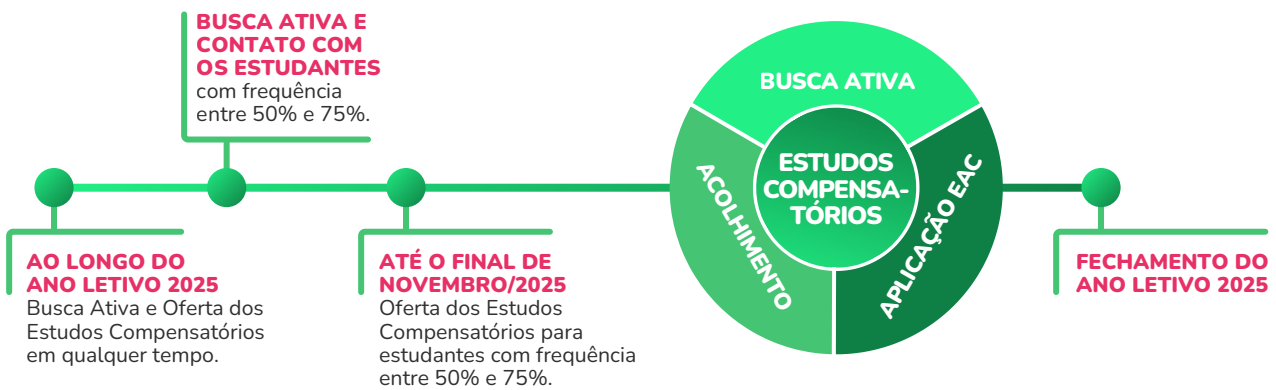 BUSCA ATIVA E
CONTATO COM
OS ESTUDANTES
com frequência
entre 50% e 75%.
AO LONGO DO
ANO LETIVO 2025
Busca Ativa e Oferta dos
Estudos Compensatórios
em qualquer tempo.
ATÉ O FINAL DE
NOVEMBRO/2025
Oferta dos Estudos
Compensatórios para
estudantes com frequência
entre 50% e 75%.
BUSCA ATIVA
ACOLHIMENTO
APLICAÇÃO EAC
ESTUDOS
COMPENSA-
TÓRIOS
FECHAMENTO DO
ANO LETIVO 2025